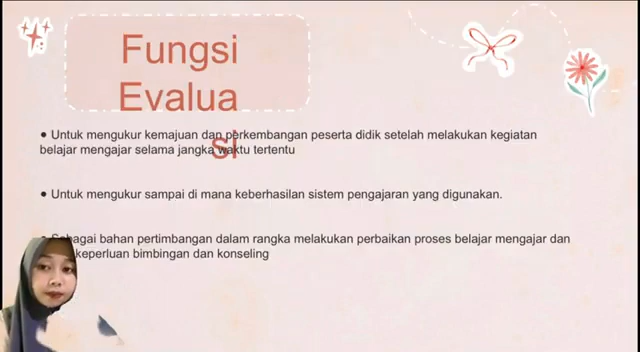 Fungsi
Evalua
si
● Untuk mengukur kemajuan dan perkembangan peserta didik setelah melakukan kegiatan
belajar mengajar selama jangka waktu tertentu
● Untuk mengukur sampai di mana keberhasilan sistem pengajaran yang digunakan.
● Sebagai bahan pertimbangan dalam rangka melakukan perbaikan proses belajar mengajar dan
keperluan bimbingan dan konseling